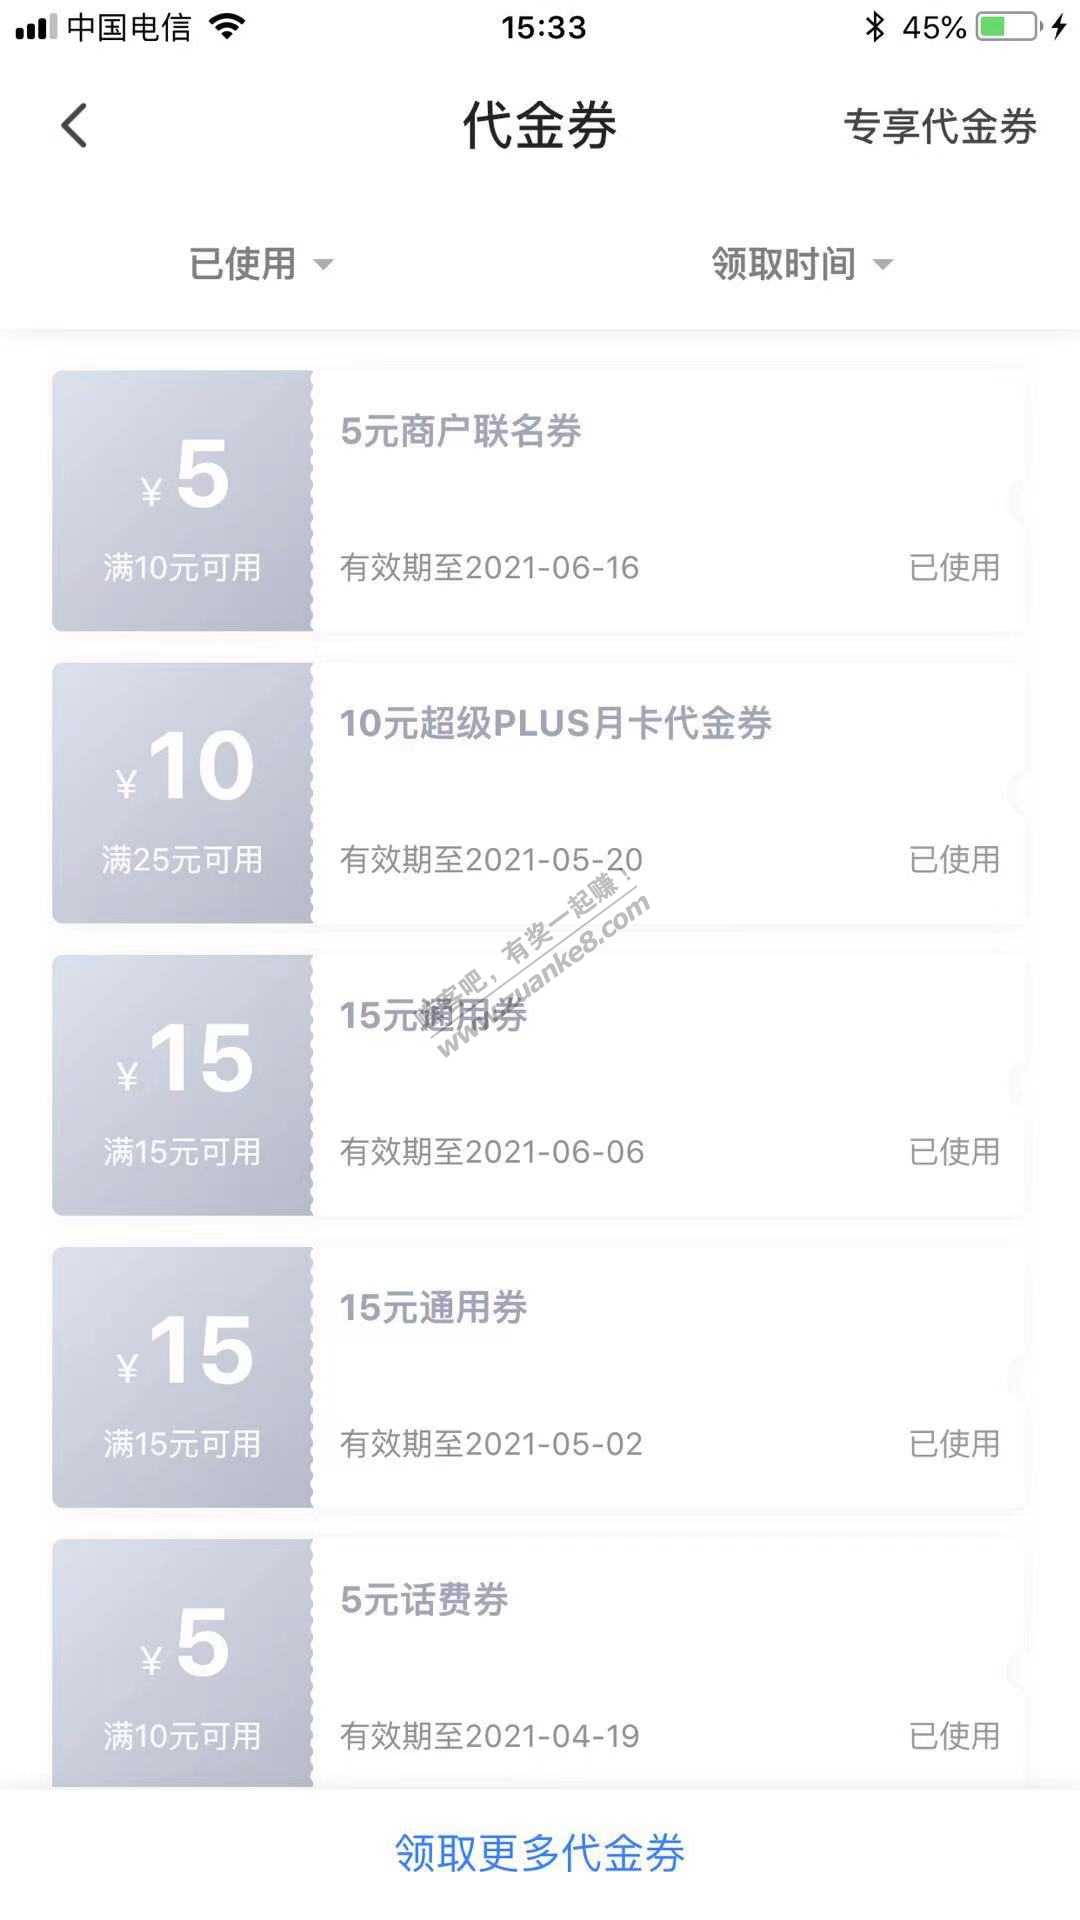 中国电信 15:33 45%
代金券 专享代金券
已使用 领取时间
5元商户联名券
¥5
满10元可用 有效期至2021-06-16 已使用
10元超级PLUS月卡代金券
¥10
满25元可用 有效期至2021-05-20 已使用
客吧，有奖一起赚！
www.zuanke8.com
15元通用券
¥15
满15元可用 有效期至2021-06-06 已使用
15元通用券
¥15
满15元可用 有效期至2021-05-02 已使用
5元话费券
¥5
满10元可用 有效期至2021-04-19 已使用
领取更多代金券